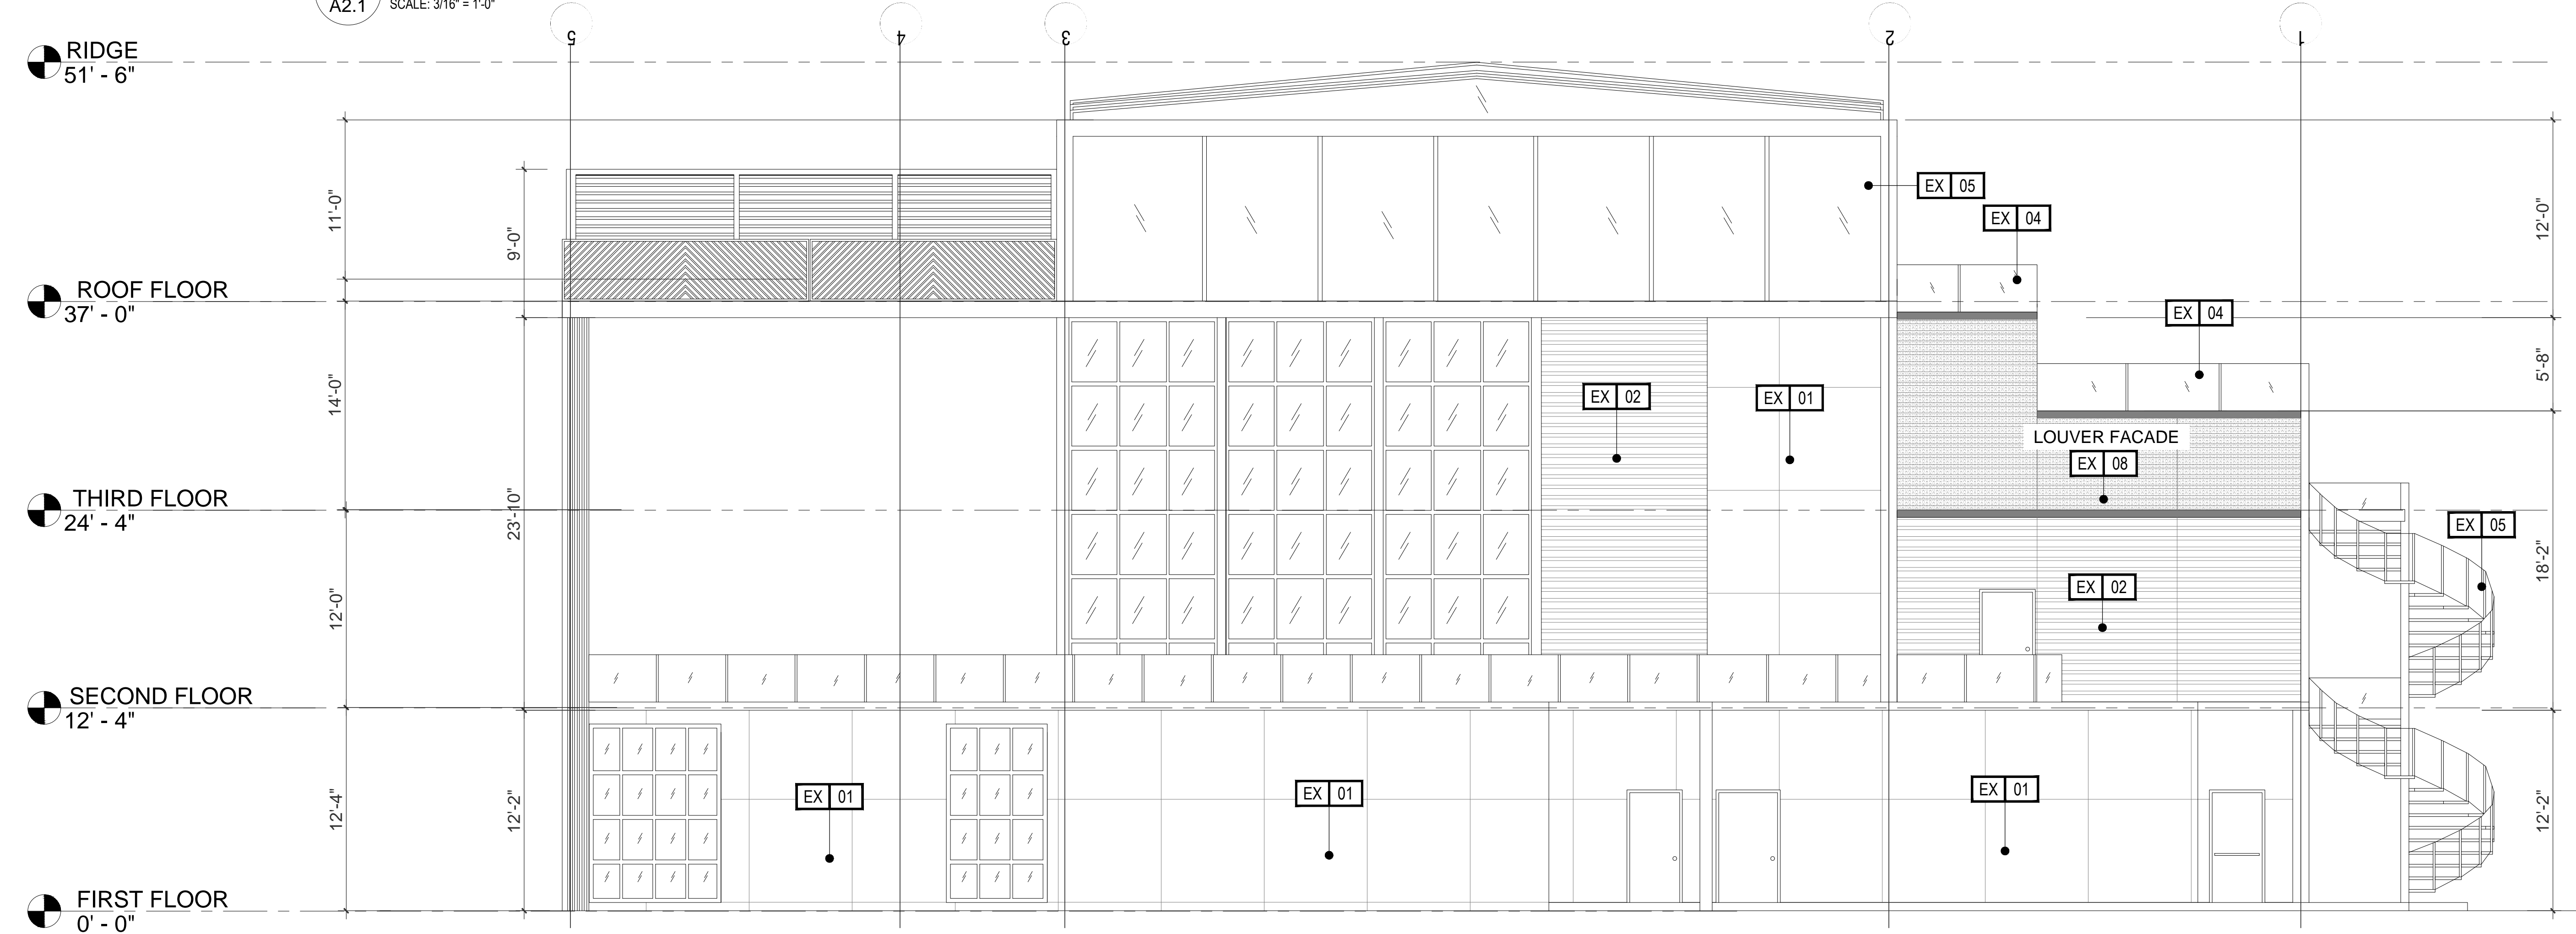 A2.1
SCALE: 3/16" = 1'-0"
5
4
3
2
1
RIDGE
51' - 6"
11'-0"
9'-0"
EX 05
EX 04
12'-0"
ROOF FLOOR
37' - 0"
EX 04
14'-0"
5'-8"
EX 02
EX 01
LOUVER FACADE
EX 08
THIRD FLOOR
24' - 4"
23'-10"
EX 05
18'-2"
12'-0"
EX 02
SECOND FLOOR
12' - 4"
12'-4"
12'-2"
EX 01
EX 01
EX 01
12'-2"
FIRST FLOOR
0' - 0"